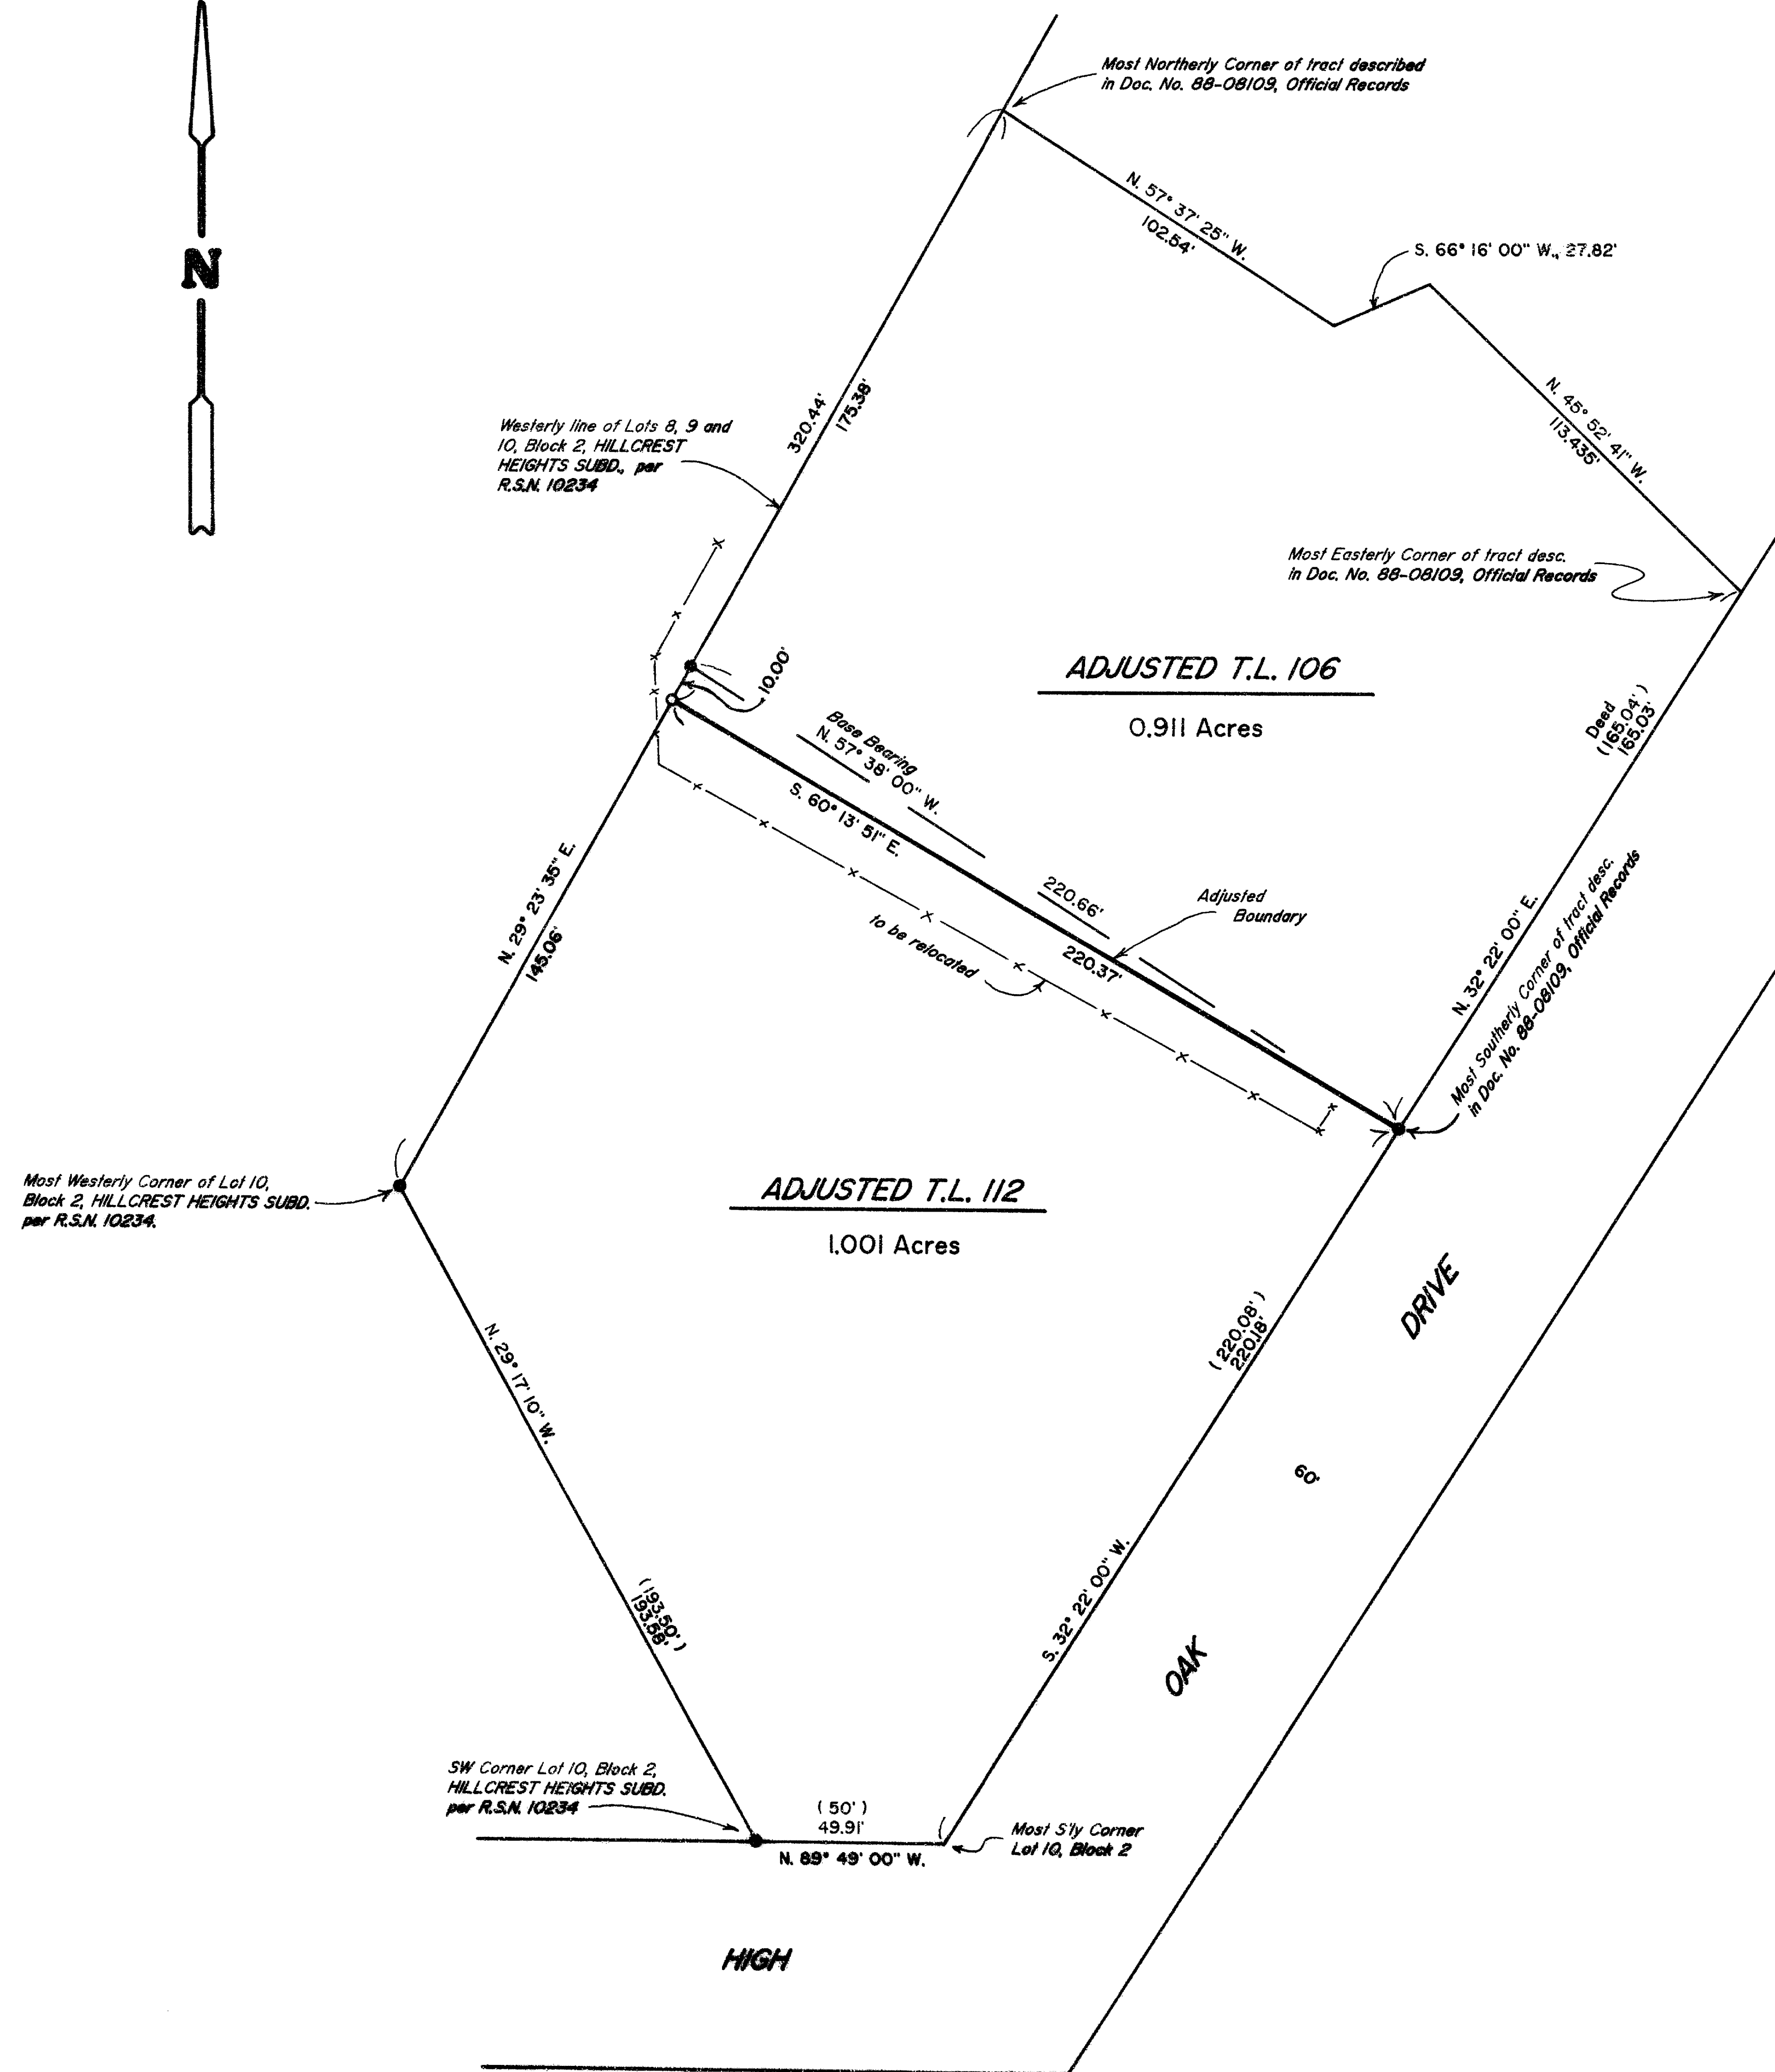 Most Northerly Corner of tract described
in Doc. No. 88-08109, Official Records
N
N. 57° 37' 25" W.
102.54'
S. 66° 16' 00" W., 27.82'
320.44'
175.38'
Westerly line of Lots 8, 9 and
10, Block 2, HILLCREST
HEIGHTS SUBD., per
R.S.N. 10234
N. 45° 52' 41" W.
113.435'
Most Easterly Corner of tract desc.
in Doc. No. 88-08109, Official Records
10.00'
ADJUSTED T.L. 106
0.911 Acres
Deed
(165.04')
165.03'
Base Bearing
N. 57° 38' 00" W.
S. 60° 13' 51" E.
220.66'
220.37'
Adjusted
Boundary
to be relocated
N. 29° 23' 35" E.
145.06'
N. 32° 22' 00" E.
Most Southerly Corner of tract desc.
in Doc. No. 88-08109, Official Records
Most Westerly Corner of Lot 10,
Block 2, HILLCREST HEIGHTS SUBD.
per R.S.N. 10234.
ADJUSTED T.L. 112
1.001 Acres
N. 29° 17' 10" W.
(193.50')
193.58'
(220.08')
220.18'
S. 32° 22' 00" W.
DRIVE
60'
OAK
SW Corner Lot 10, Block 2,
HILLCREST HEIGHTS SUBD.
per R.S.N. 10234
(50')
49.91'
N. 89° 49' 00" W.
Most S'ly Corner
Lot 10, Block 2
HIGH